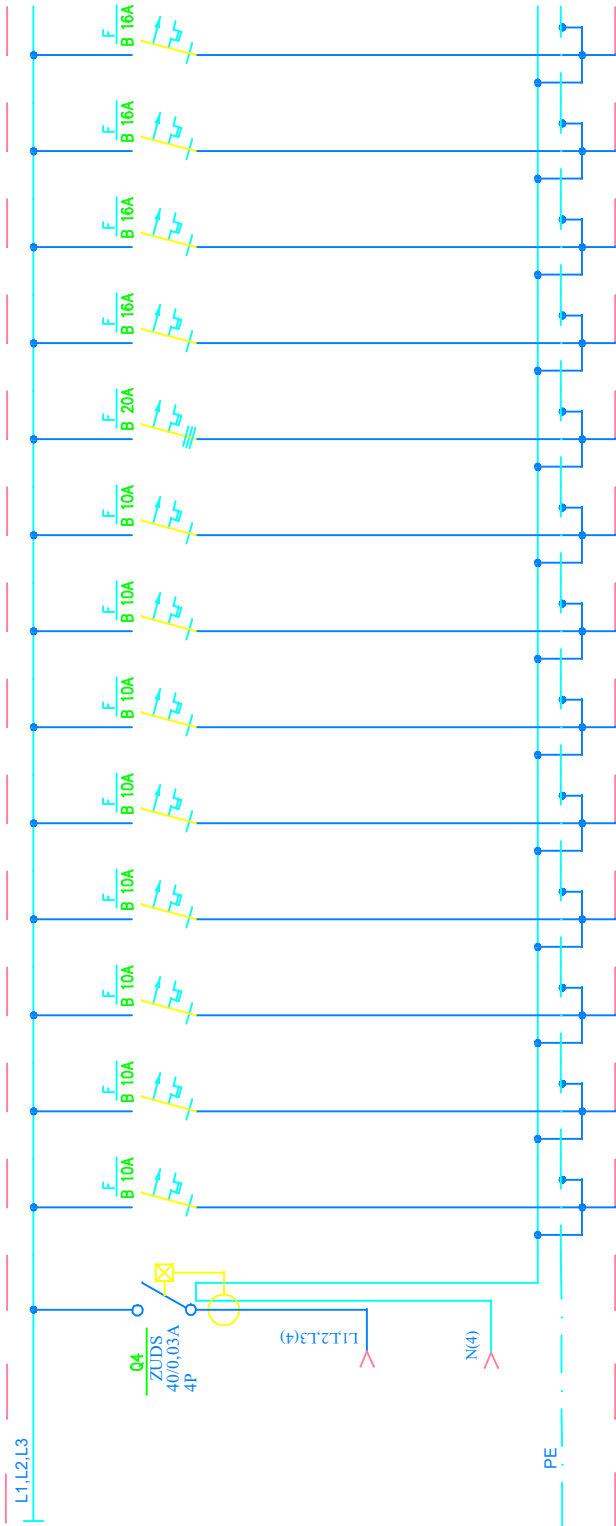 F
B 16A
F
B 16A
F
B 16A
F
B 16A
F
B 20A
F
B 10A
F
B 10A
F
B 10A
F
B 10A
F
B 10A
F
B 10A
F
B 10A
F
B 10A
Q4
ZUDS
40/0,03A
4P
L1,L2,L3(4)
N(4)
L1,L2,L3
PE